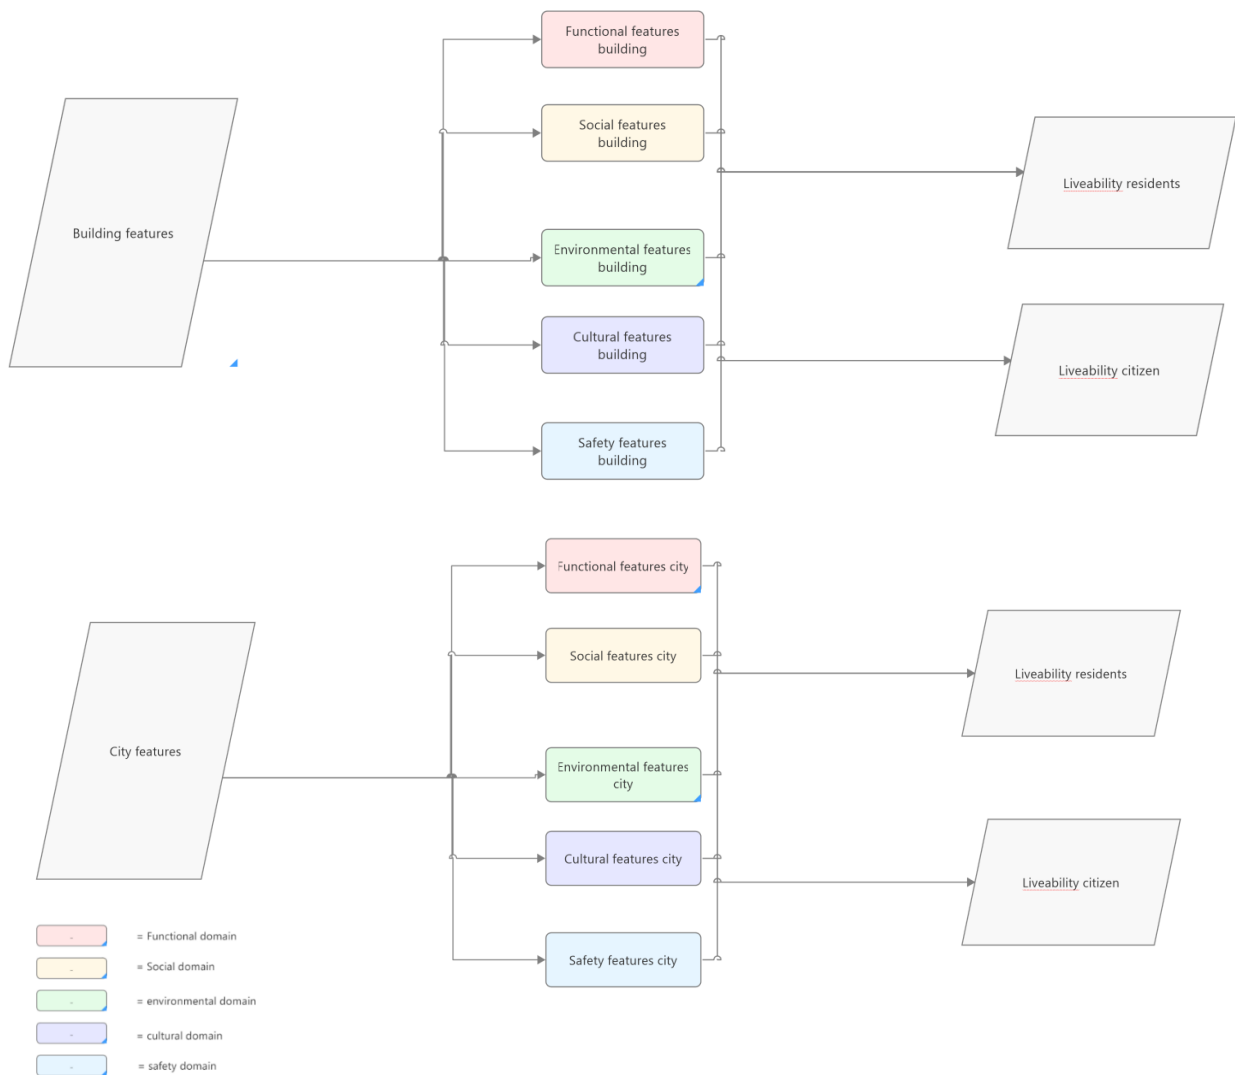 Functional features
building
Social features
building
Building features
Liveability residents
Environmental features
building
Cultural features
building
Liveability citizen
Safety features
building
Functional features city
Social features city
Liveability residents
City features
Environmental features
city
Cultural features city
Liveability citizen
Safety features city
- = Functional domain
- = Social domain
- = environmental domain
- = cultural domain
- = safety domain